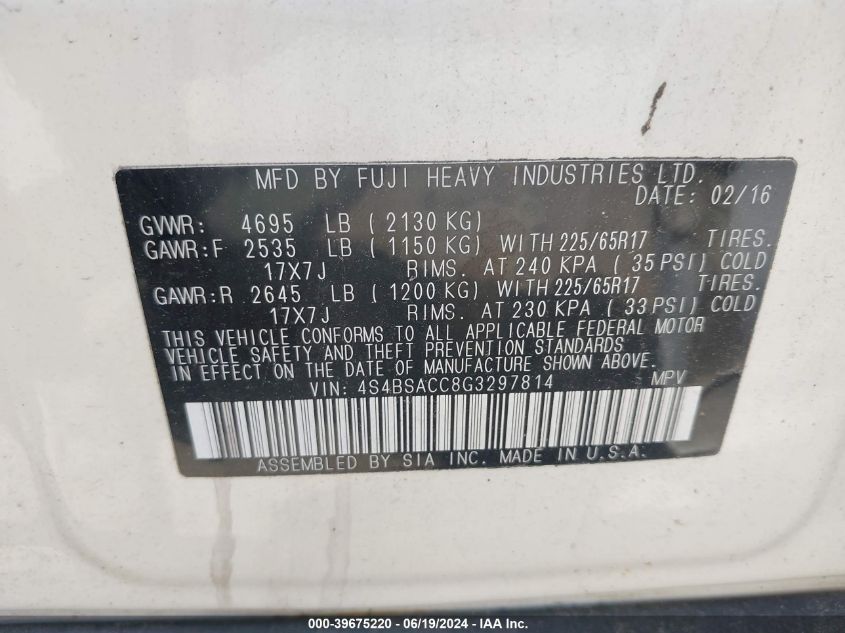 MFD BY FUJI HEAVY INDUSTRIES LTD.
DATE: 02/16
GVWR: 4695 LB ( 2130 KG)
GAWR:F 2535 LB ( 1150 KG) WITH 225/65R17 TIRES.
17X7J RIMS. AT 240 KPA ( 35 PSI) COLD
GAWR:R 2645 LB ( 1200 KG) WITH 225/65R17 TIRES.
17X7J RIMS. AT 230 KPA ( 33 PSI) COLD
THIS VEHICLE CONFORMS TO ALL APPLICABLE FEDERAL MOTOR
VEHICLE SAFETY AND THEFT PREVENTION STANDARDS
IN EFFECT ON THE DATE OF MANUFACTURE SHOWN ABOVE.
VIN: 4S4BSACC8G3297814 MPV
ASSEMBLED BY SIA INC. MADE IN U.S.A.
000-39675220 - 06/19/2024 - IAA, Inc.